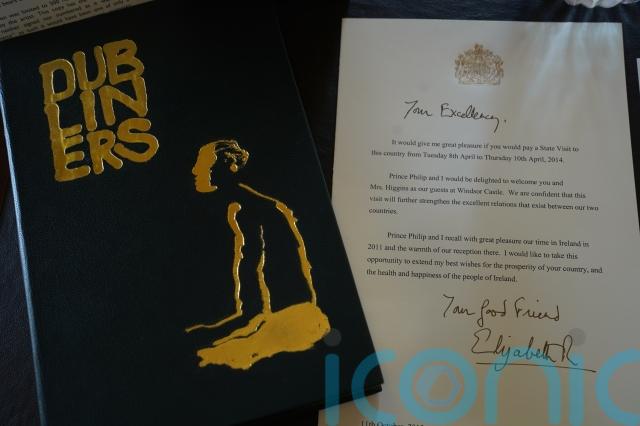 DUB
LIN
ERS
Your Excellency,
It would give me great pleasure if you would pay a State Visit to
this country from Tuesday 8th April to Thursday 10th April, 2014.
Prince Philip and I would be delighted to welcome you and
Mrs. Higgins as our guests at Windsor Castle. We are confident that this
visit will further strengthen the excellent relations that exist between our two
countries.
Prince Philip and I recall with great pleasure our time in Ireland in
2011 and the warmth of our reception there. I would like to take this
opportunity to extend my best wishes for the prosperity of your country, and
the health and happiness of the people of Ireland.
Your Good Friend
Elizabeth R
11th October,
iconic